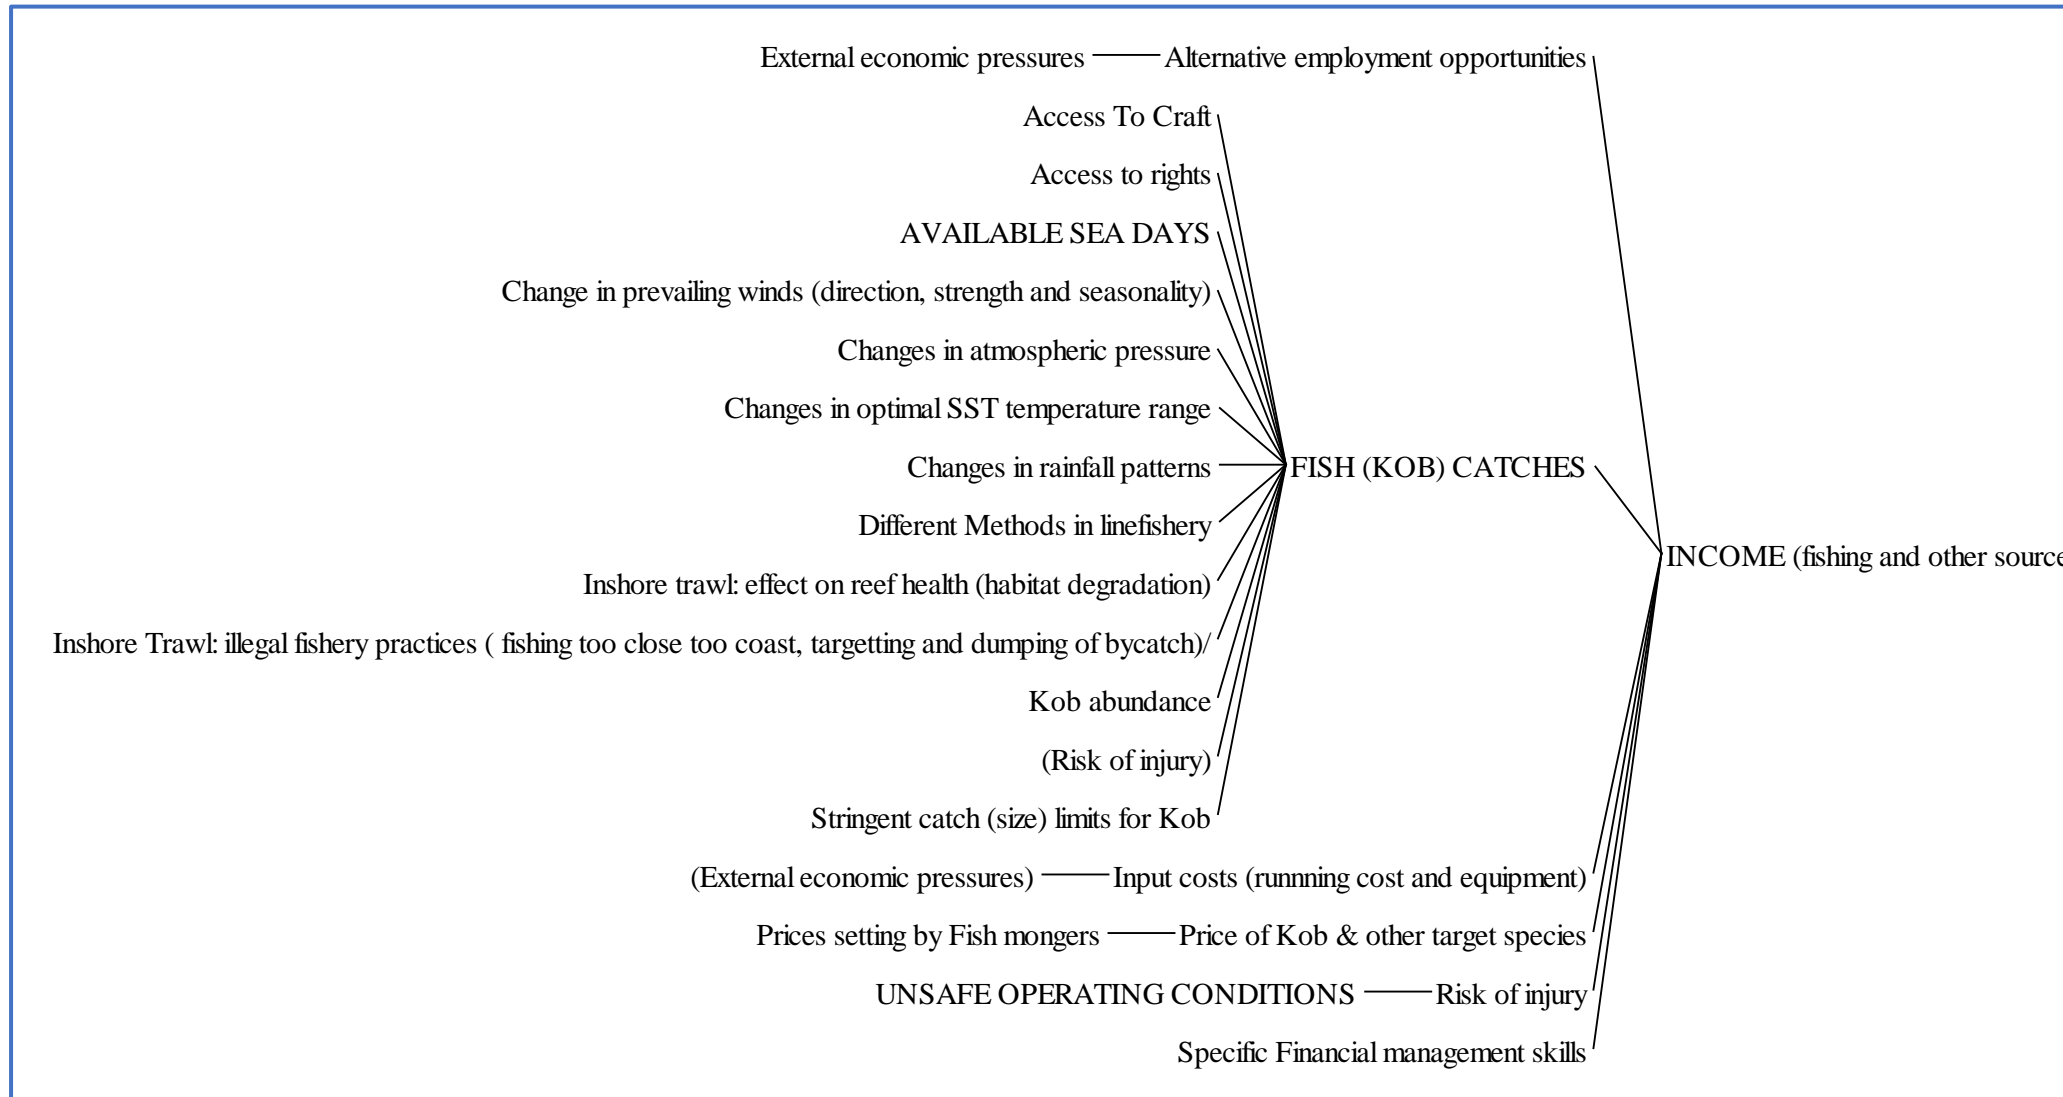 External economic pressures Alternative employment opportunities
Access To Craft
Access to rights
AVAILABLE SEA DAYS
Change in prevailing winds (direction, strength and seasonality)
Changes in atmospheric pressure
Changes in optimal SST temperature range
Changes in rainfall patterns
FISH (KOB) CATCHES
Different Methods in linefishery
INCOME (fishing and other source
Inshore trawl: effect on reef health (habitat degradation)
Inshore Trawl: illegal fishery practices ( fishing too close too coast, targetting and dumping of bycatch)/
Kob abundance
(Risk of injury)
Stringent catch (size) limits for Kob
(External economic pressures) Input costs (runnning cost and equipment)
Prices setting by Fish mongers Price of Kob & other target species
UNSAFE OPERATING CONDITIONS Risk of injury
Specific Financial management skills